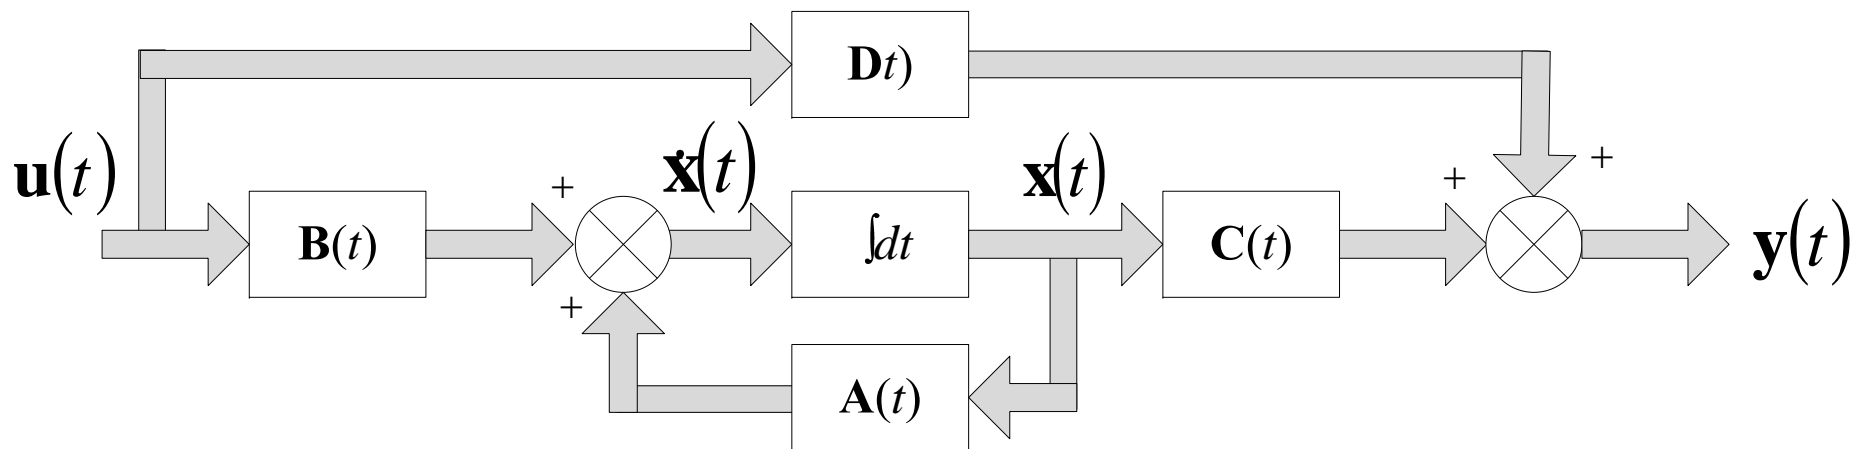 Dt)
u(t)
+
ẋ(t)
x(t)
+
+
B(t)
∫dt
C(t)
y(t)
+
A(t)